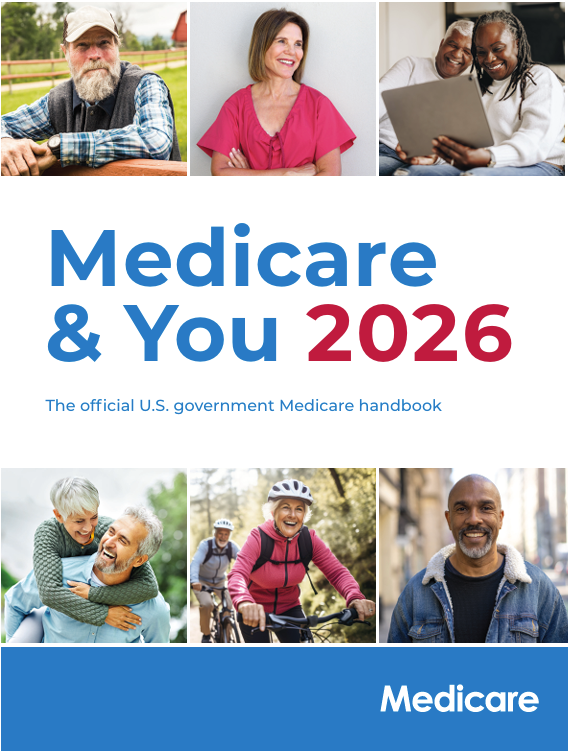 Medicare
& You 2026
The official U.S. government Medicare handbook
Medicare